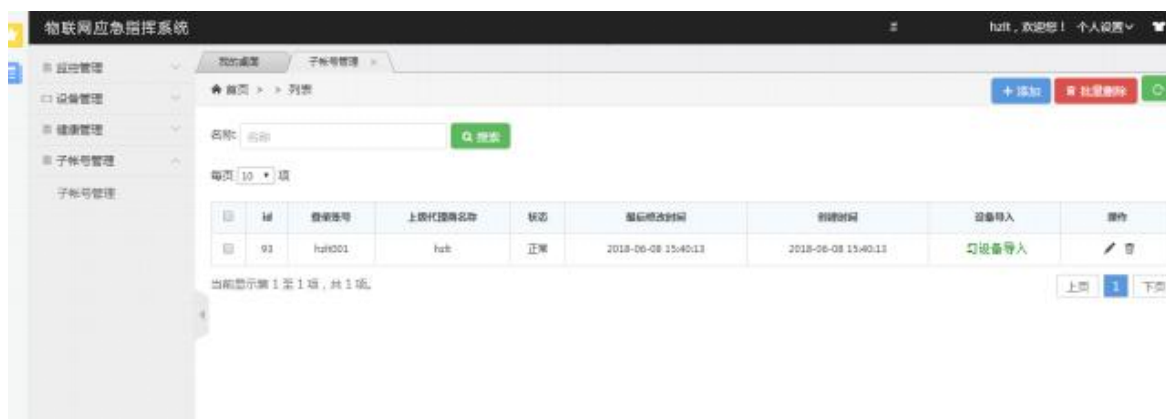 物联网应急指挥系统
hzlt，欢迎您！ 个人设置
监控管理
我的桌面 子帐号管理 ×
设备管理
首页 > > 列表
+ 添加 批量删除
健康管理
名称: 名称 搜索
子帐号管理
每页 10 项
子帐号管理
id 登录账号 上级代理商名称 状态 最后修改时间 创建时间 设备导入 操作
93 hzlt001 hzlt 正常 2018-06-08 15:40:13 2018-06-08 15:40:13 设备导入
当前显示第 1 至 1 项，共 1 项。
上页 1 下页